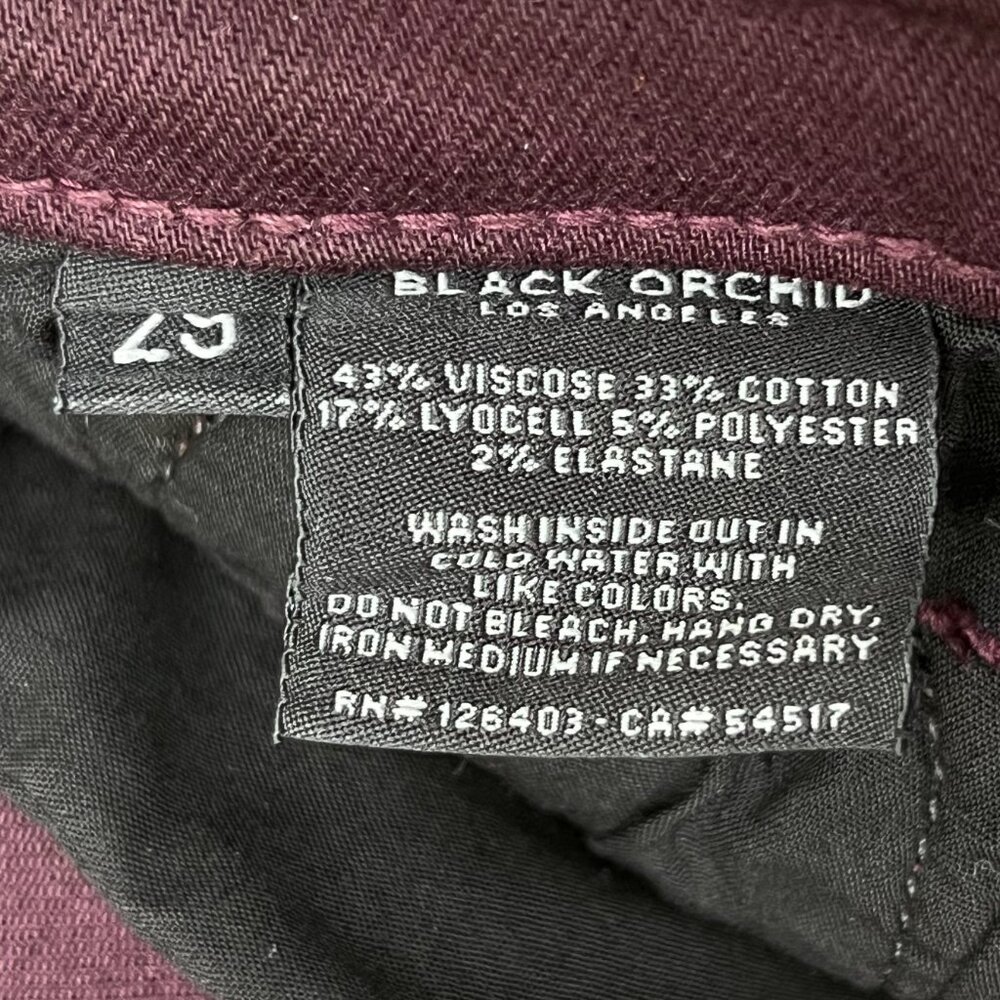 BLACK ORCHID
LOS ANGELES
43% VISCOSE 33% COTTON
17% LYOCELL 5% POLYESTER
2% ELASTANE
WASH INSIDE OUT IN
COLD WATER WITH
LIKE COLORS.
DO NOT BLEACH, HANG DRY,
IRON MEDIUM IF NECESSARY
RN# 126403 - CA# 54517